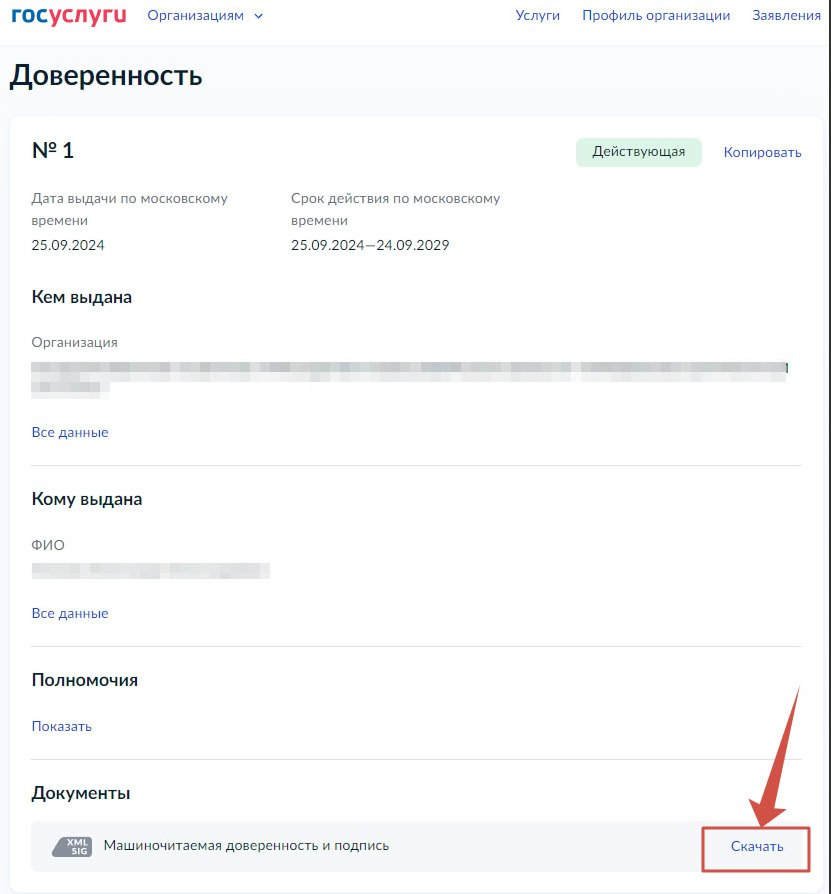 госуслуги Организациям Услуги Профиль организации Заявления
Доверенность
№ 1 Действующая Копировать
Дата выдачи по московскому Срок действия по московскому
времени времени
25.09.2024 25.09.2024—24.09.2029
Кем выдана
Организация
Все данные
Кому выдана
ФИО
Все данные
Полномочия
Показать
Документы
XML
SIG Машиночитаемая доверенность и подпись Скачать